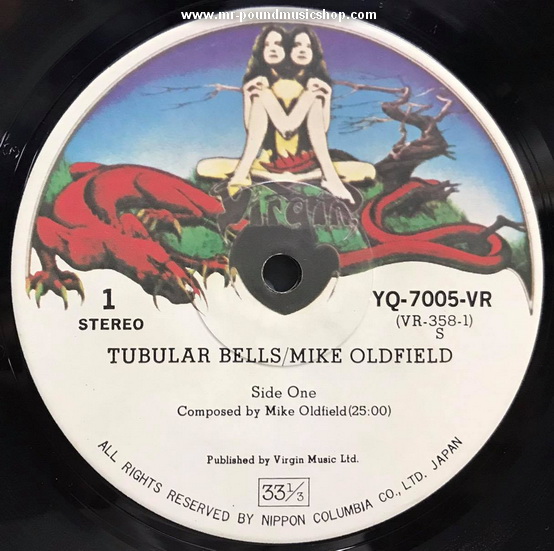 www.mr-poundmusicshop.com
Virgin
1
STEREO
YQ-7005-VR
(VR-358-1)
S
TUBULAR BELLS/MIKE OLDFIELD
Side One
Composed by Mike Oldfield(25:00)
Published by Virgin Music Ltd.
33 1/3
ALL RIGHTS RESERVED BY NIPPON COLUMBIA CO., LTD. JAPAN